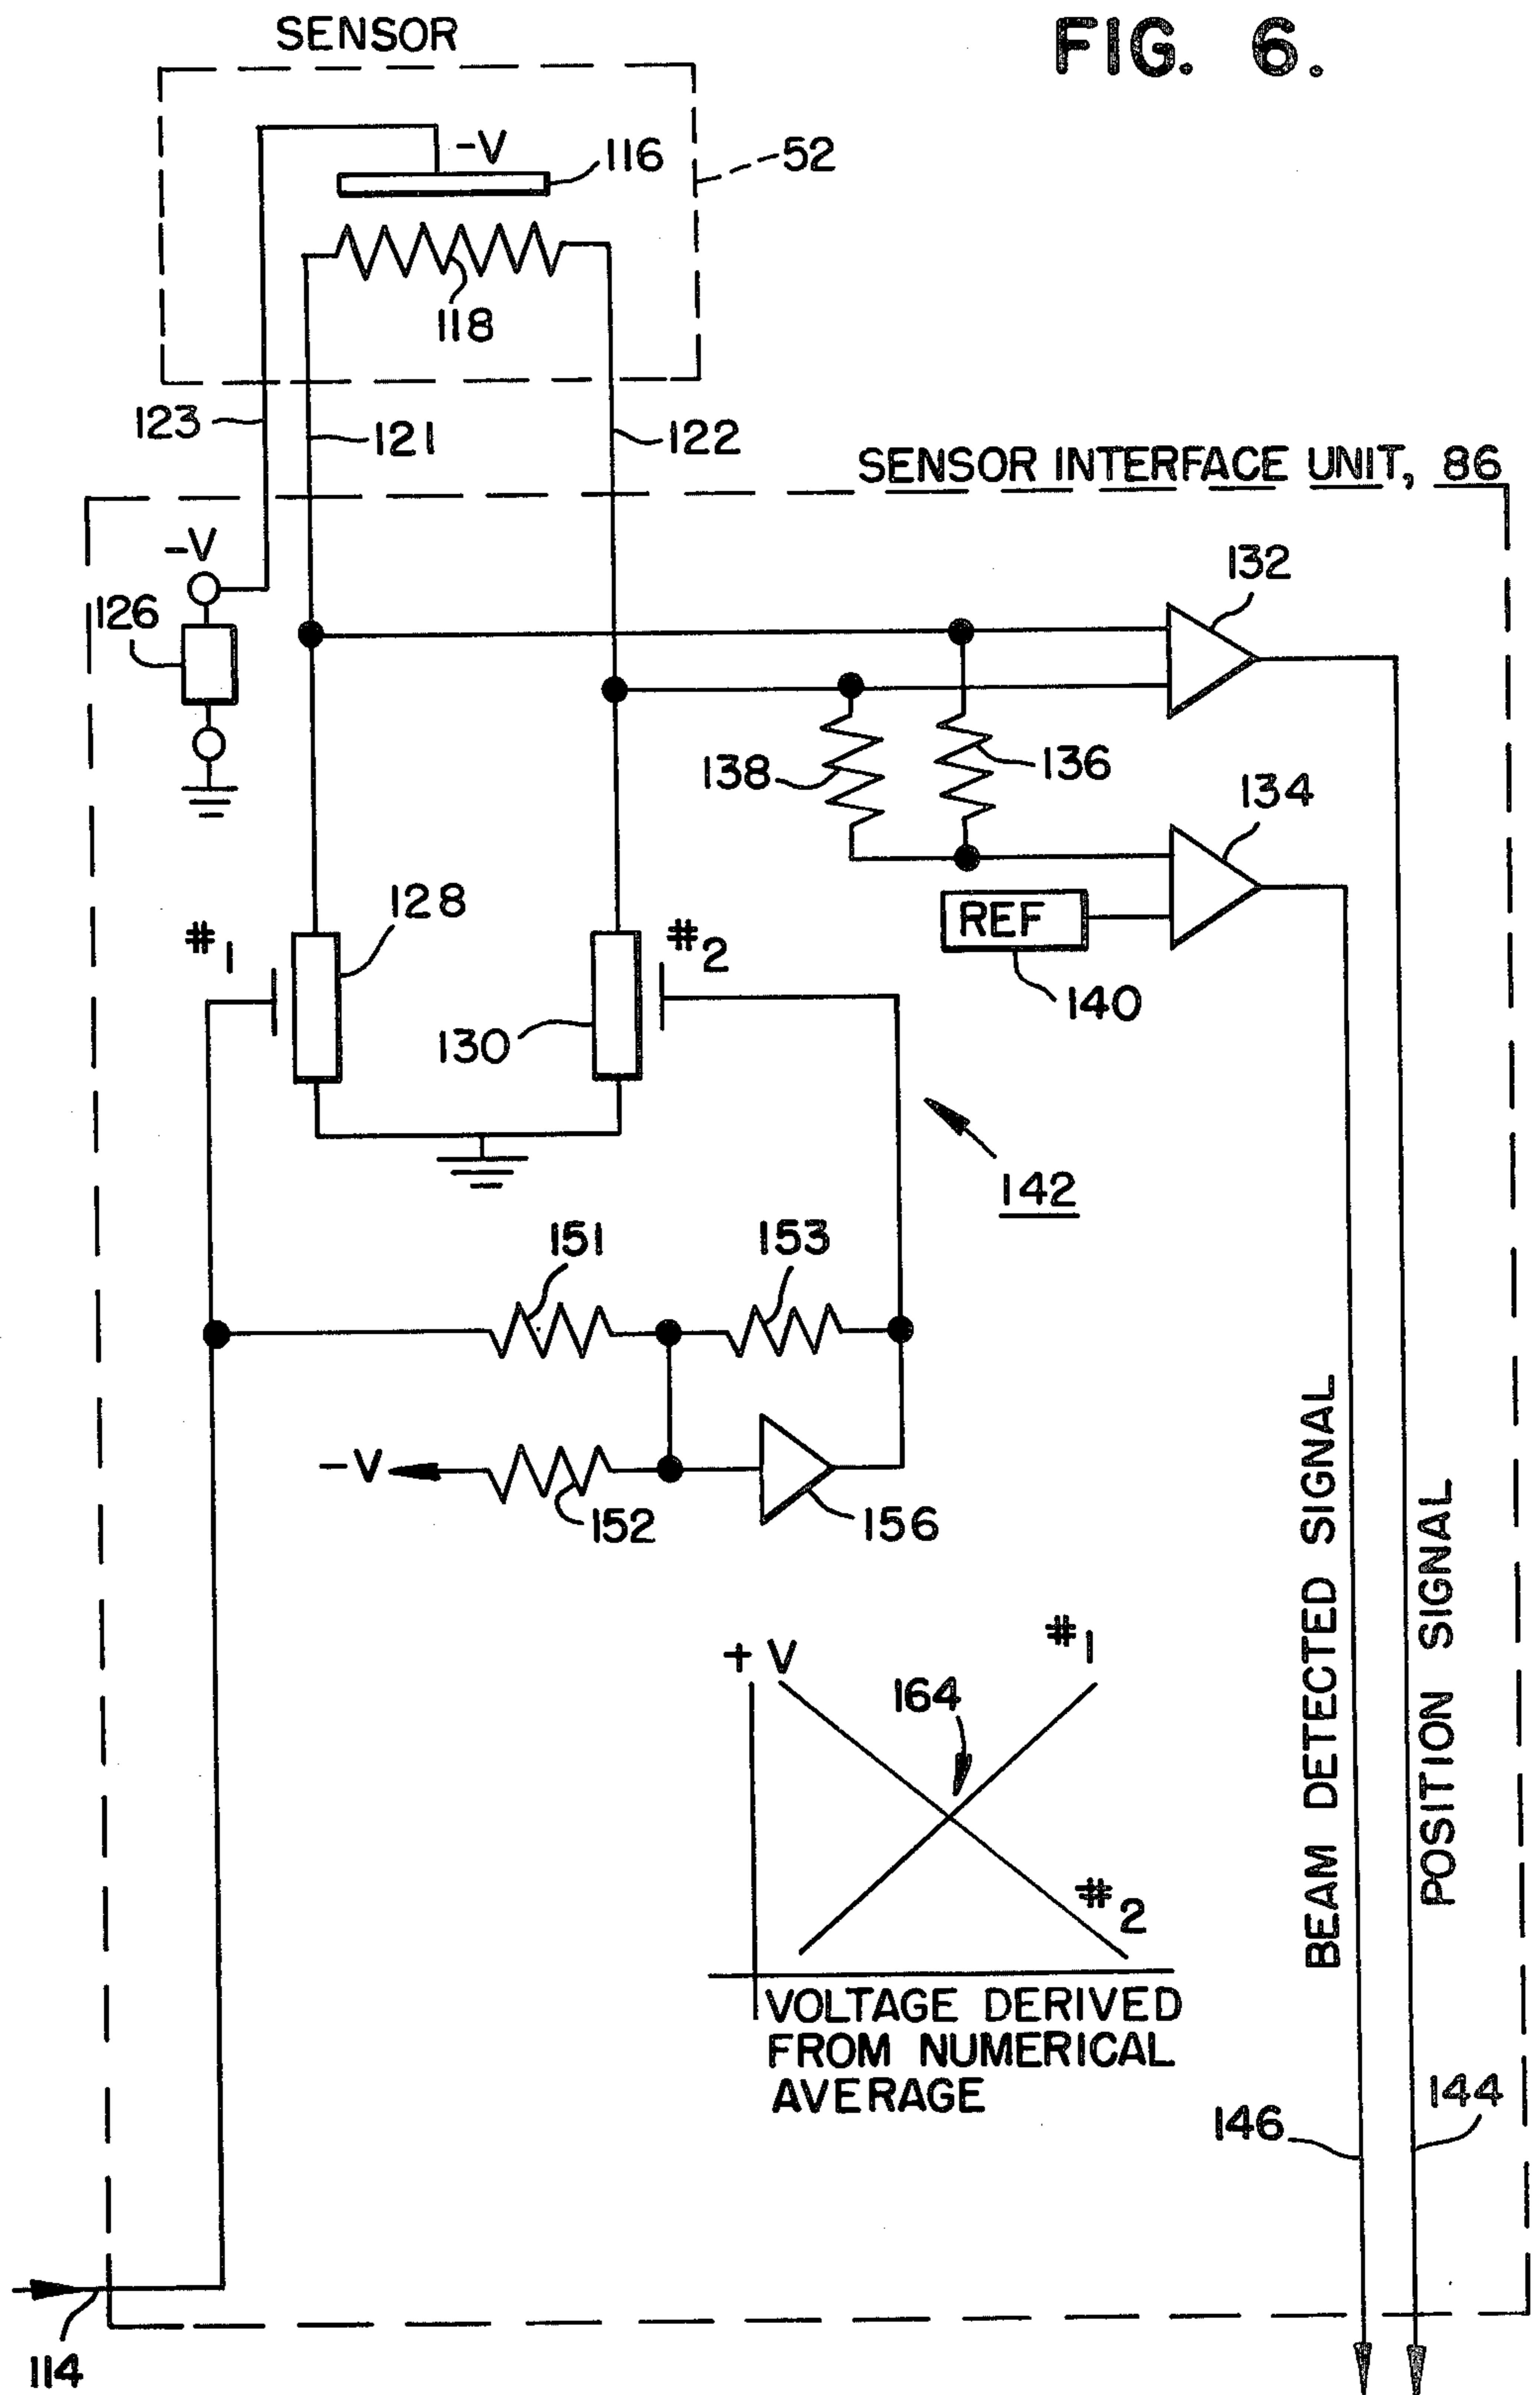 FIG. 6.
SENSOR
-V
116
52
118
123
121
122
SENSOR INTERFACE UNIT, 86
-V
126
132
138
136
134
#1
128
#2
REF
130
140
142
151
153
-V
152
156
+V
#1
164
#2
VOLTAGE DERIVED
FROM NUMERICAL
AVERAGE
BEAM DETECTED SIGNAL
POSITION SIGNAL
146
144
114